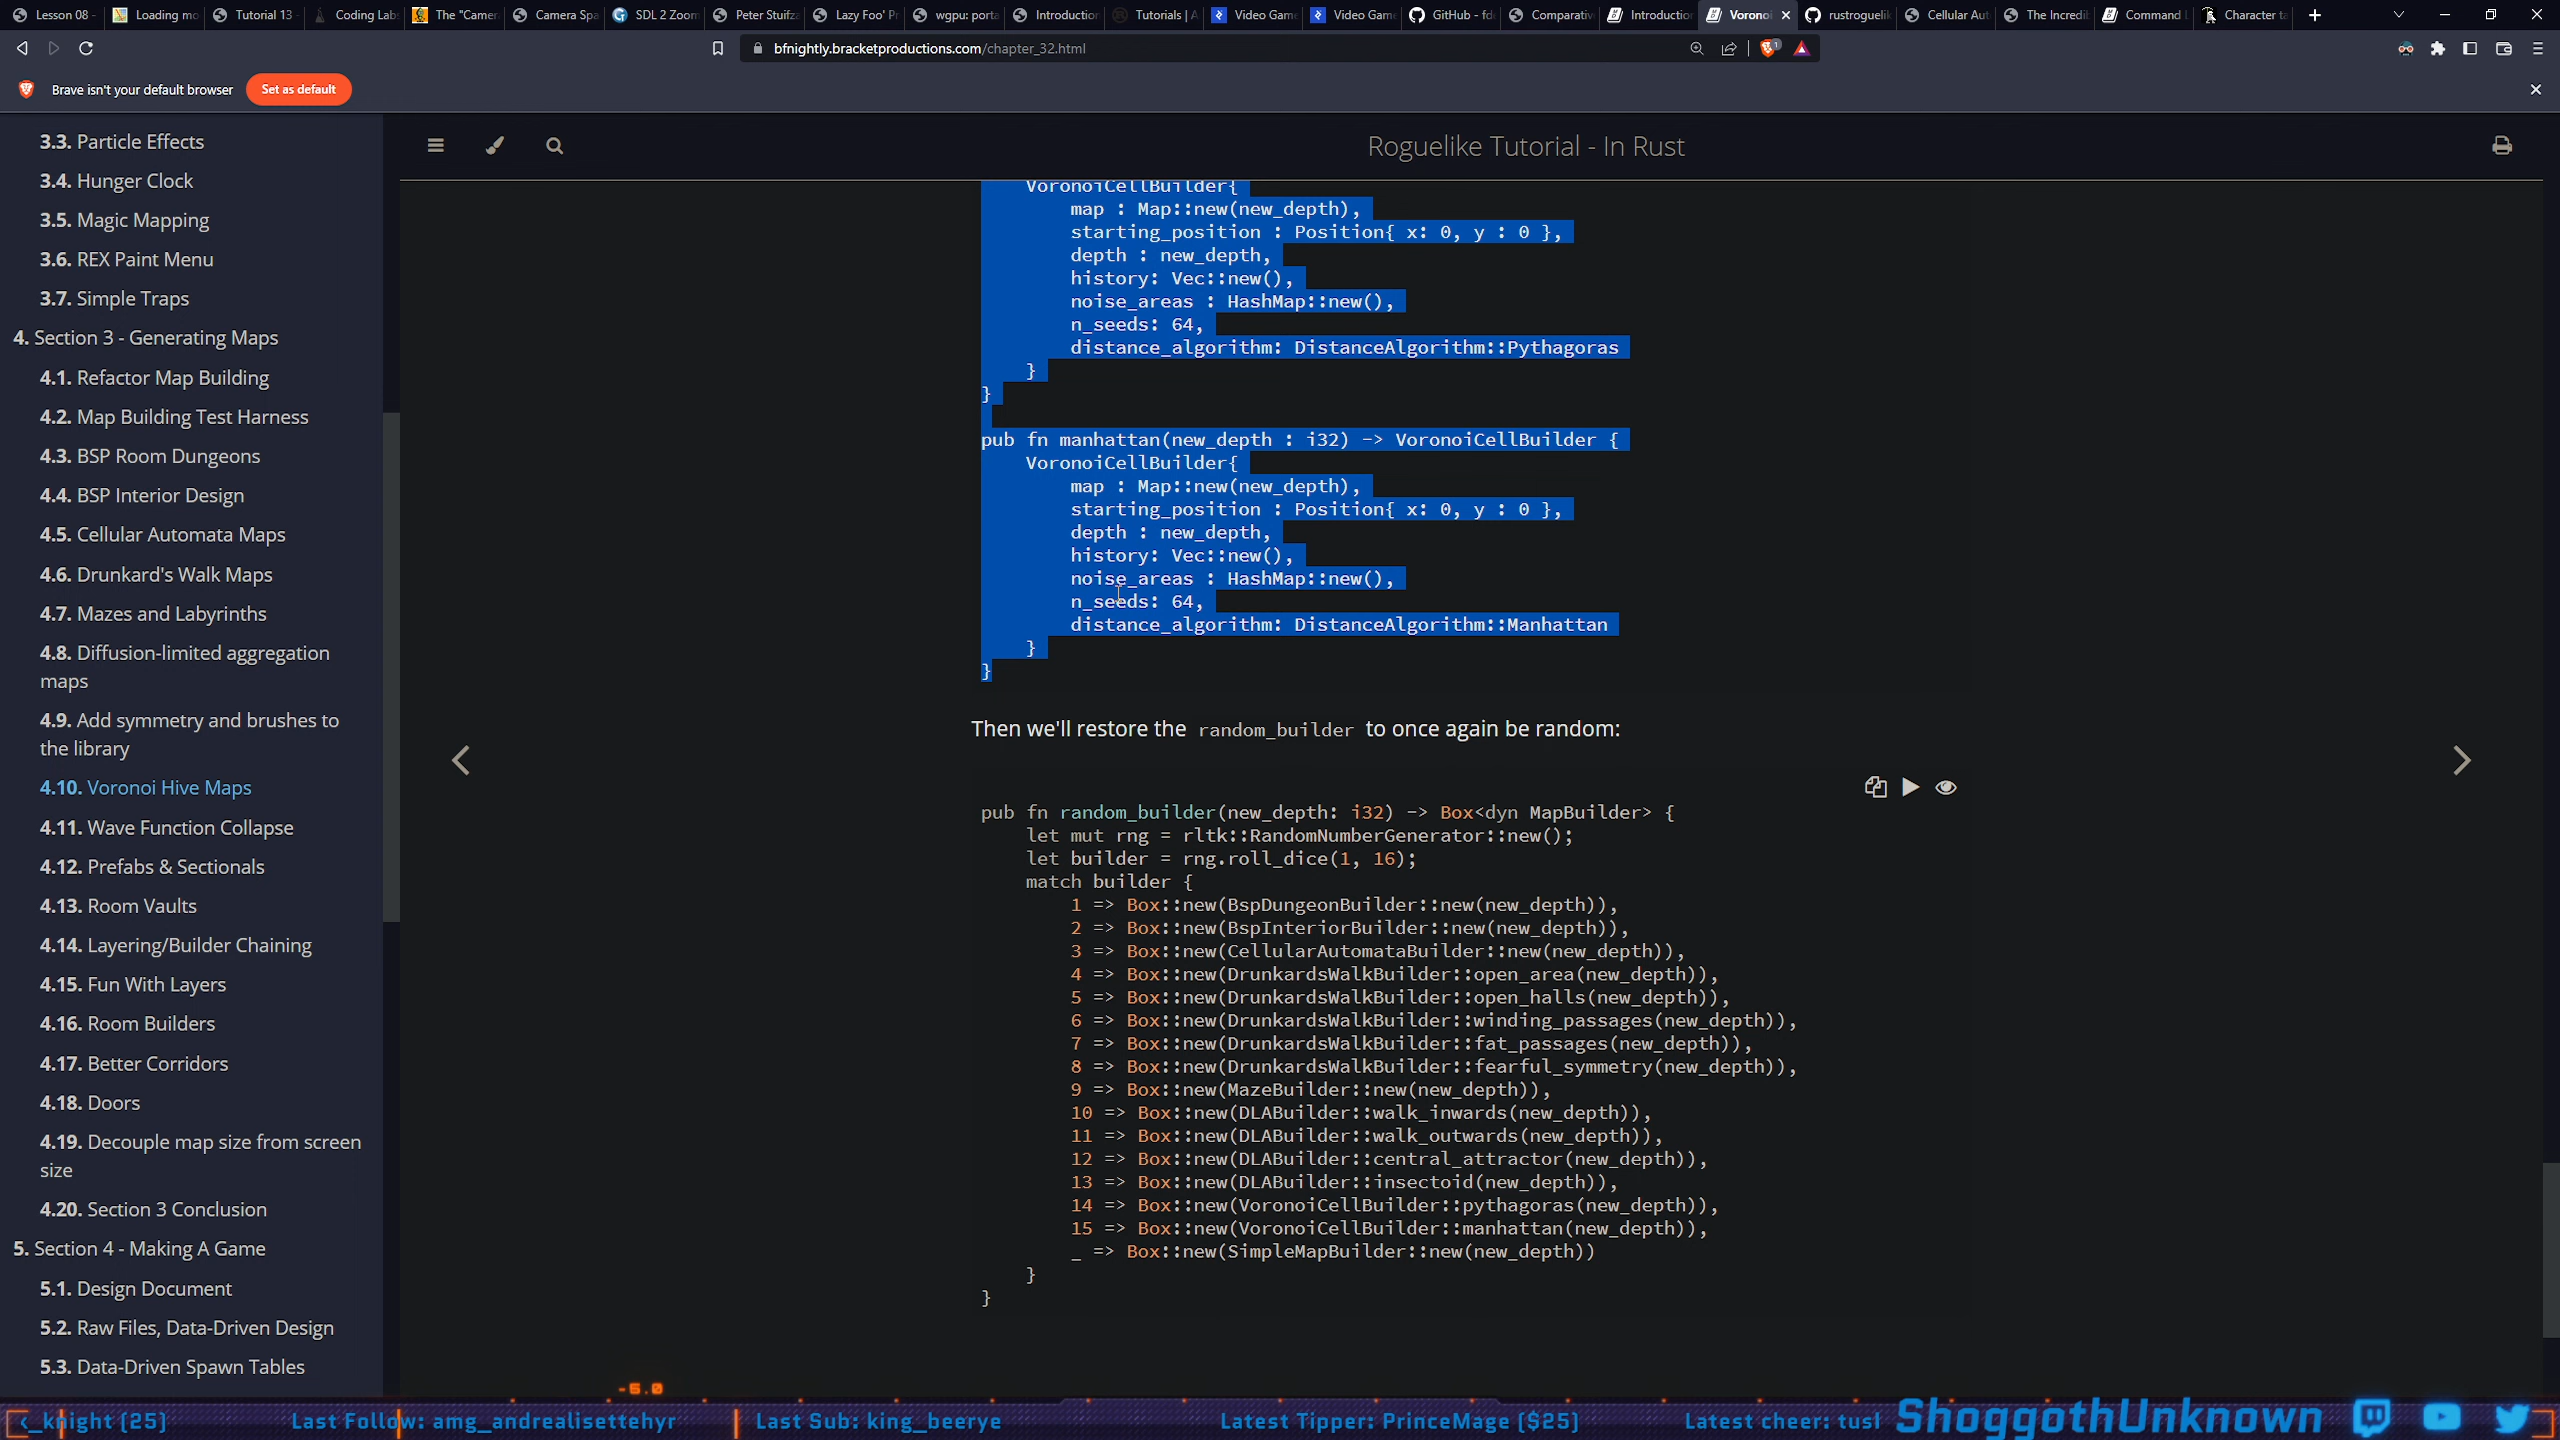 Lesson 08 -
Loading mo
Tutorial 13 -
Coding Lab
The "Camer
Camera Spa
SDL 2 Zoom
Peter Stuifza
Lazy Foo' Pr
wgpu: porta
Introduction
Tutorials | A
Video Game
Video Game
GitHub - fde
Comparativ
Introduction
Voronoi
rustroguelik
Cellular Aut
The Incredib
Command L
Character ta
bfnightly.bracketproductions.com/chapter_32.html
Brave isn't your default browser
Set as default
3.3. Particle Effects
3.4. Hunger Clock
3.5. Magic Mapping
3.6. REX Paint Menu
3.7. Simple Traps
4. Section 3 - Generating Maps
4.1. Refactor Map Building
4.2. Map Building Test Harness
4.3. BSP Room Dungeons
4.4. BSP Interior Design
4.5. Cellular Automata Maps
4.6. Drunkard's Walk Maps
4.7. Mazes and Labyrinths
4.8. Diffusion-limited aggregation
maps
4.9. Add symmetry and brushes to
the library
4.10. Voronoi Hive Maps
4.11. Wave Function Collapse
4.12. Prefabs & Sectionals
4.13. Room Vaults
4.14. Layering/Builder Chaining
4.15. Fun With Layers
4.16. Room Builders
4.17. Better Corridors
4.18. Doors
4.19. Decouple map size from screen
size
4.20. Section 3 Conclusion
5. Section 4 - Making A Game
5.1. Design Document
5.2. Raw Files, Data-Driven Design
5.3. Data-Driven Spawn Tables
Roguelike Tutorial - In Rust
VoronoiCellBuilder{
map : Map::new(new_depth),
starting_position : Position{ x: 0, y : 0 },
depth : new_depth,
history: Vec::new(),
noise_areas : HashMap::new(),
n_seeds: 64,
distance_algorithm: DistanceAlgorithm::Pythagoras
}
}
pub fn manhattan(new_depth : i32) -> VoronoiCellBuilder {
VoronoiCellBuilder{
map : Map::new(new_depth),
starting_position : Position{ x: 0, y : 0 },
depth : new_depth,
history: Vec::new(),
noise_areas : HashMap::new(),
n_seeds: 64,
distance_algorithm: DistanceAlgorithm::Manhattan
}
}
Then we'll restore the random_builder to once again be random:
pub fn random_builder(new_depth: i32) -> Box<dyn MapBuilder> {
let mut rng = rltk::RandomNumberGenerator::new();
let builder = rng.roll_dice(1, 16);
match builder {
1 => Box::new(BspDungeonBuilder::new(new_depth)),
2 => Box::new(BspInteriorBuilder::new(new_depth)),
3 => Box::new(CellularAutomataBuilder::new(new_depth)),
4 => Box::new(DrunkardsWalkBuilder::open_area(new_depth)),
5 => Box::new(DrunkardsWalkBuilder::open_halls(new_depth)),
6 => Box::new(DrunkardsWalkBuilder::winding_passages(new_depth)),
7 => Box::new(DrunkardsWalkBuilder::fat_passages(new_depth)),
8 => Box::new(DrunkardsWalkBuilder::fearful_symmetry(new_depth)),
9 => Box::new(MazeBuilder::new(new_depth)),
10 => Box::new(DLABuilder::walk_inwards(new_depth)),
11 => Box::new(DLABuilder::walk_outwards(new_depth)),
12 => Box::new(DLABuilder::central_attractor(new_depth)),
13 => Box::new(DLABuilder::insectoid(new_depth)),
14 => Box::new(VoronoiCellBuilder::pythagoras(new_depth)),
15 => Box::new(VoronoiCellBuilder::manhattan(new_depth)),
_ => Box::new(SimpleMapBuilder::new(new_depth))
}
}
-5.0
_knight (25)
Last Follow: amg_andrealisettehyr
Last Sub: king_beerye
Latest Tipper: PrinceMage ($25)
Latest cheer: tusl
ShoggothUnknown